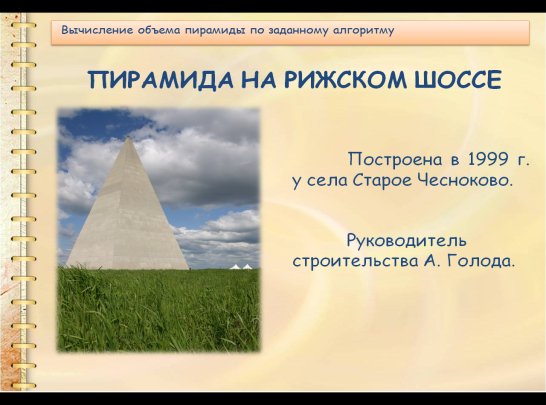 Вычисление объема пирамиды по заданному алгоритму
ПИРАМИДА НА РИЖСКОМ ШОССЕ
Построена в 1999 г.
у села Старое Чесноково.
Руководитель
строительства А. Голода.